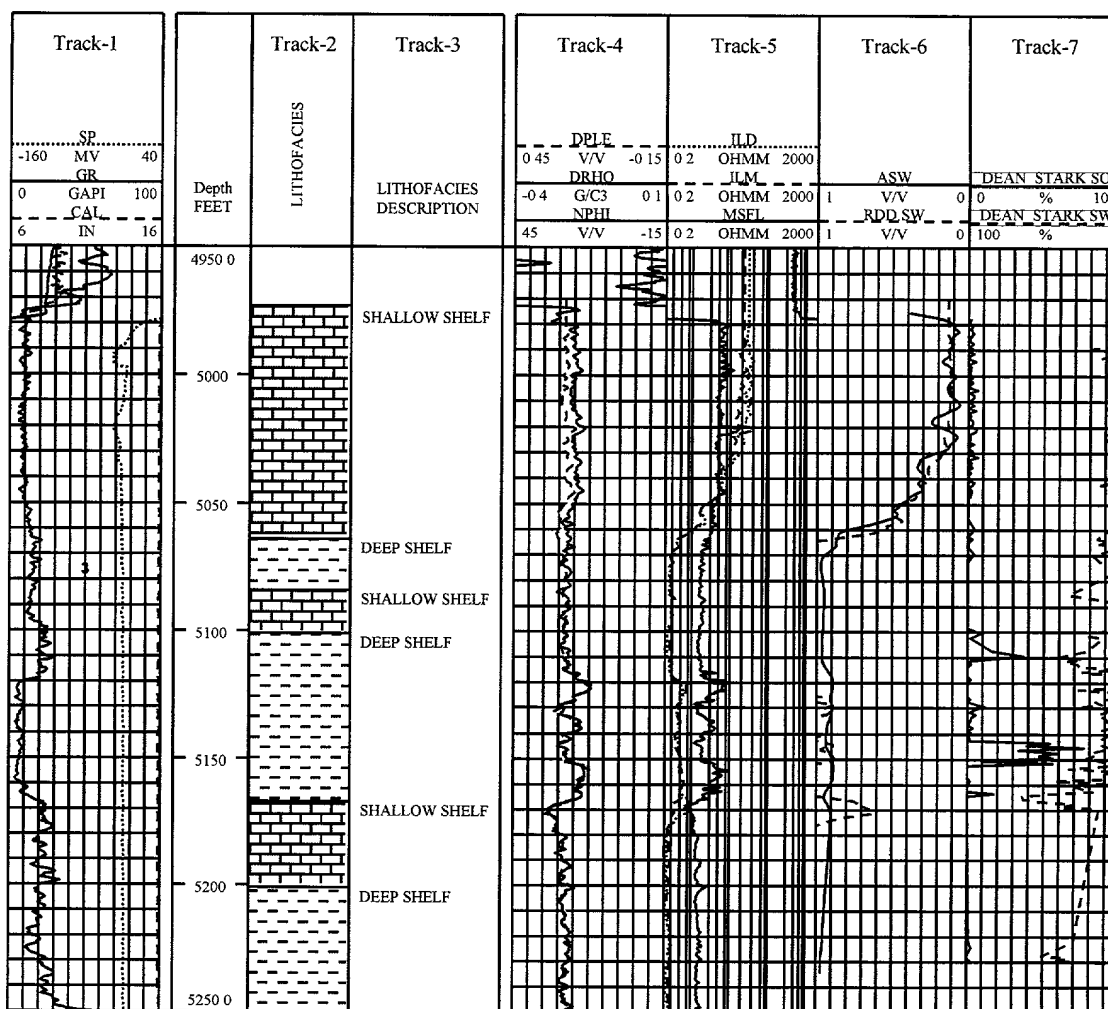 Track-1
Track-2
Track-3
Track-4
Track-5
Track-6
Track-7
SP
-160 MV 40
GR
0 GAPI 100
CAL
6 IN 16
Depth
FEET
LITHOFACIES
LITHOFACIES
DESCRIPTION
DPLE
0 45 V/V -0 15
DRHO
-0 4 G/C3 0 1
NPHI
45 V/V -15
ILD
0 2 OHMM 2000
ILM
0 2 OHMM 2000
MSFL
0 2 OHMM 2000
ASW
1 V/V 0
RDD SW
1 V/V 0
DEAN STARK SO
0 % 10
DEAN STARK SW
100 %
4950 0
SHALLOW SHELF
5000
5050
DEEP SHELF
SHALLOW SHELF
5100
DEEP SHELF
5150
SHALLOW SHELF
5200
DEEP SHELF
5250 0